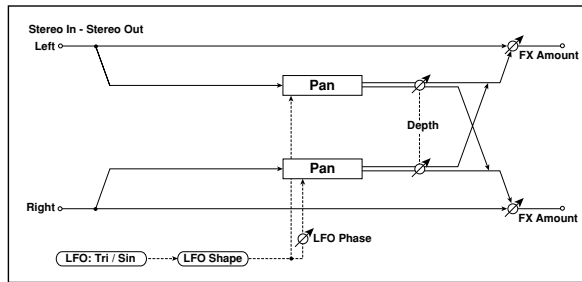 Stereo In - Stereo Out
Left
FX Amount
Pan
Depth
Pan
Right
FX Amount
LFO Phase
LFO: Tri / Sin
LFO Shape